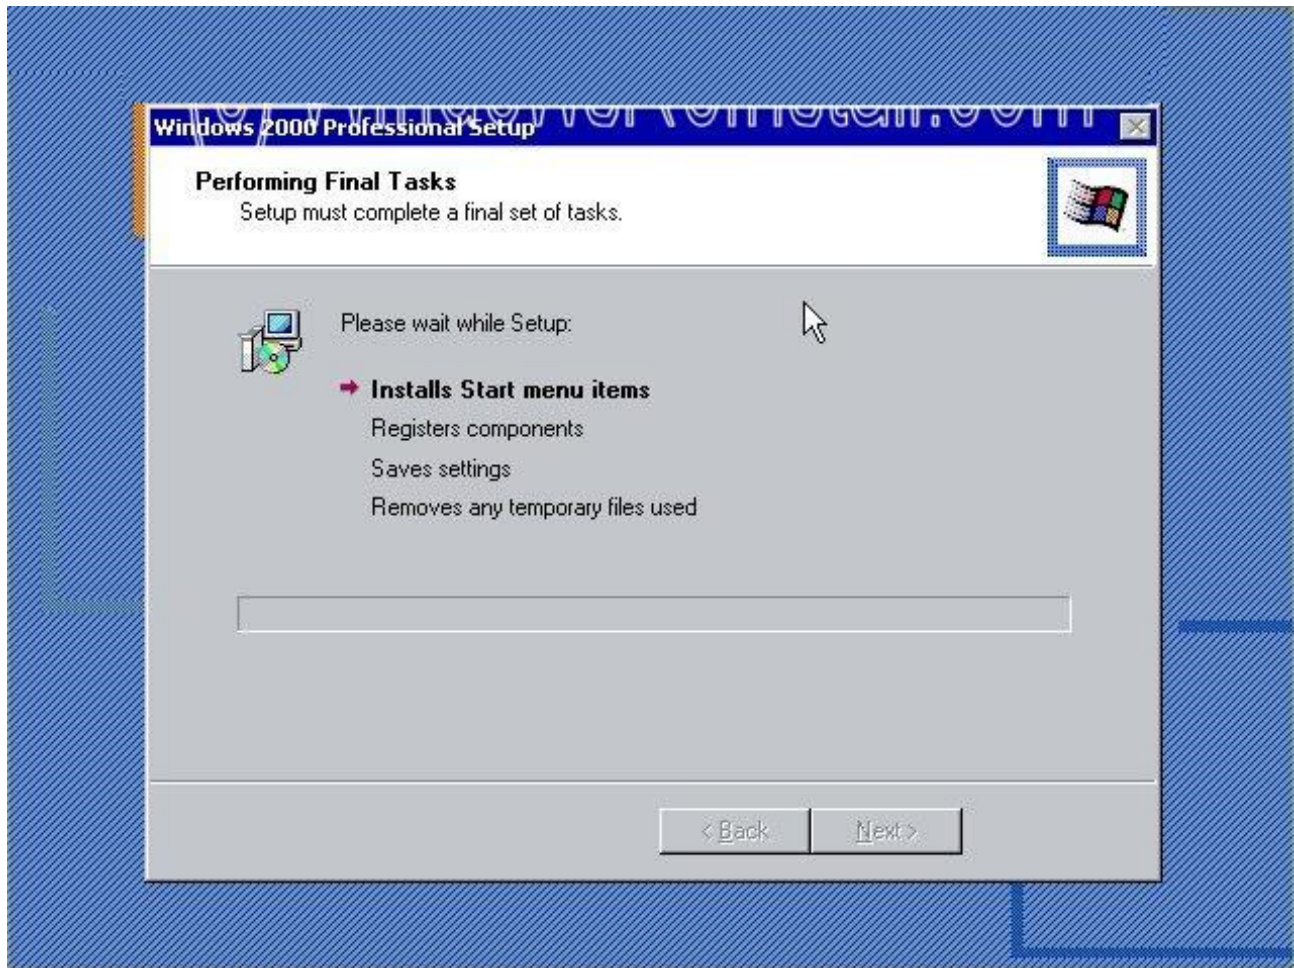 Windows 2000 Professional Setup
Performing Final Tasks
Setup must complete a final set of tasks.
Please wait while Setup:
Installs Start menu items
Registers components
Saves settings
Removes any temporary files used
< Back
Next >